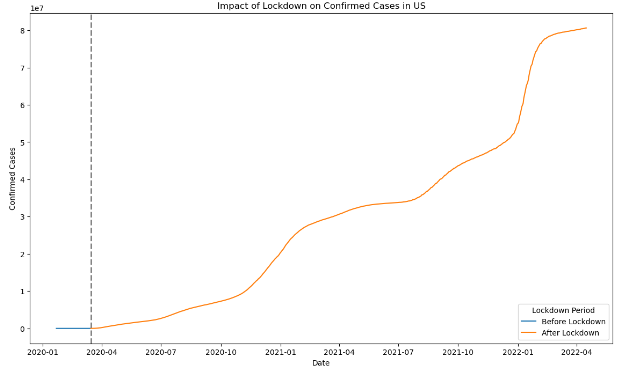 Impact of Lockdown on Confirmed Cases in US
1e7
8
7
6
5
4
3
2
1
0
Confirmed Cases
2020-01 2020-04 2020-07 2020-10 2021-01 2021-04 2021-07 2021-10 2022-01 2022-04
Date
Lockdown Period
Before Lockdown
After Lockdown